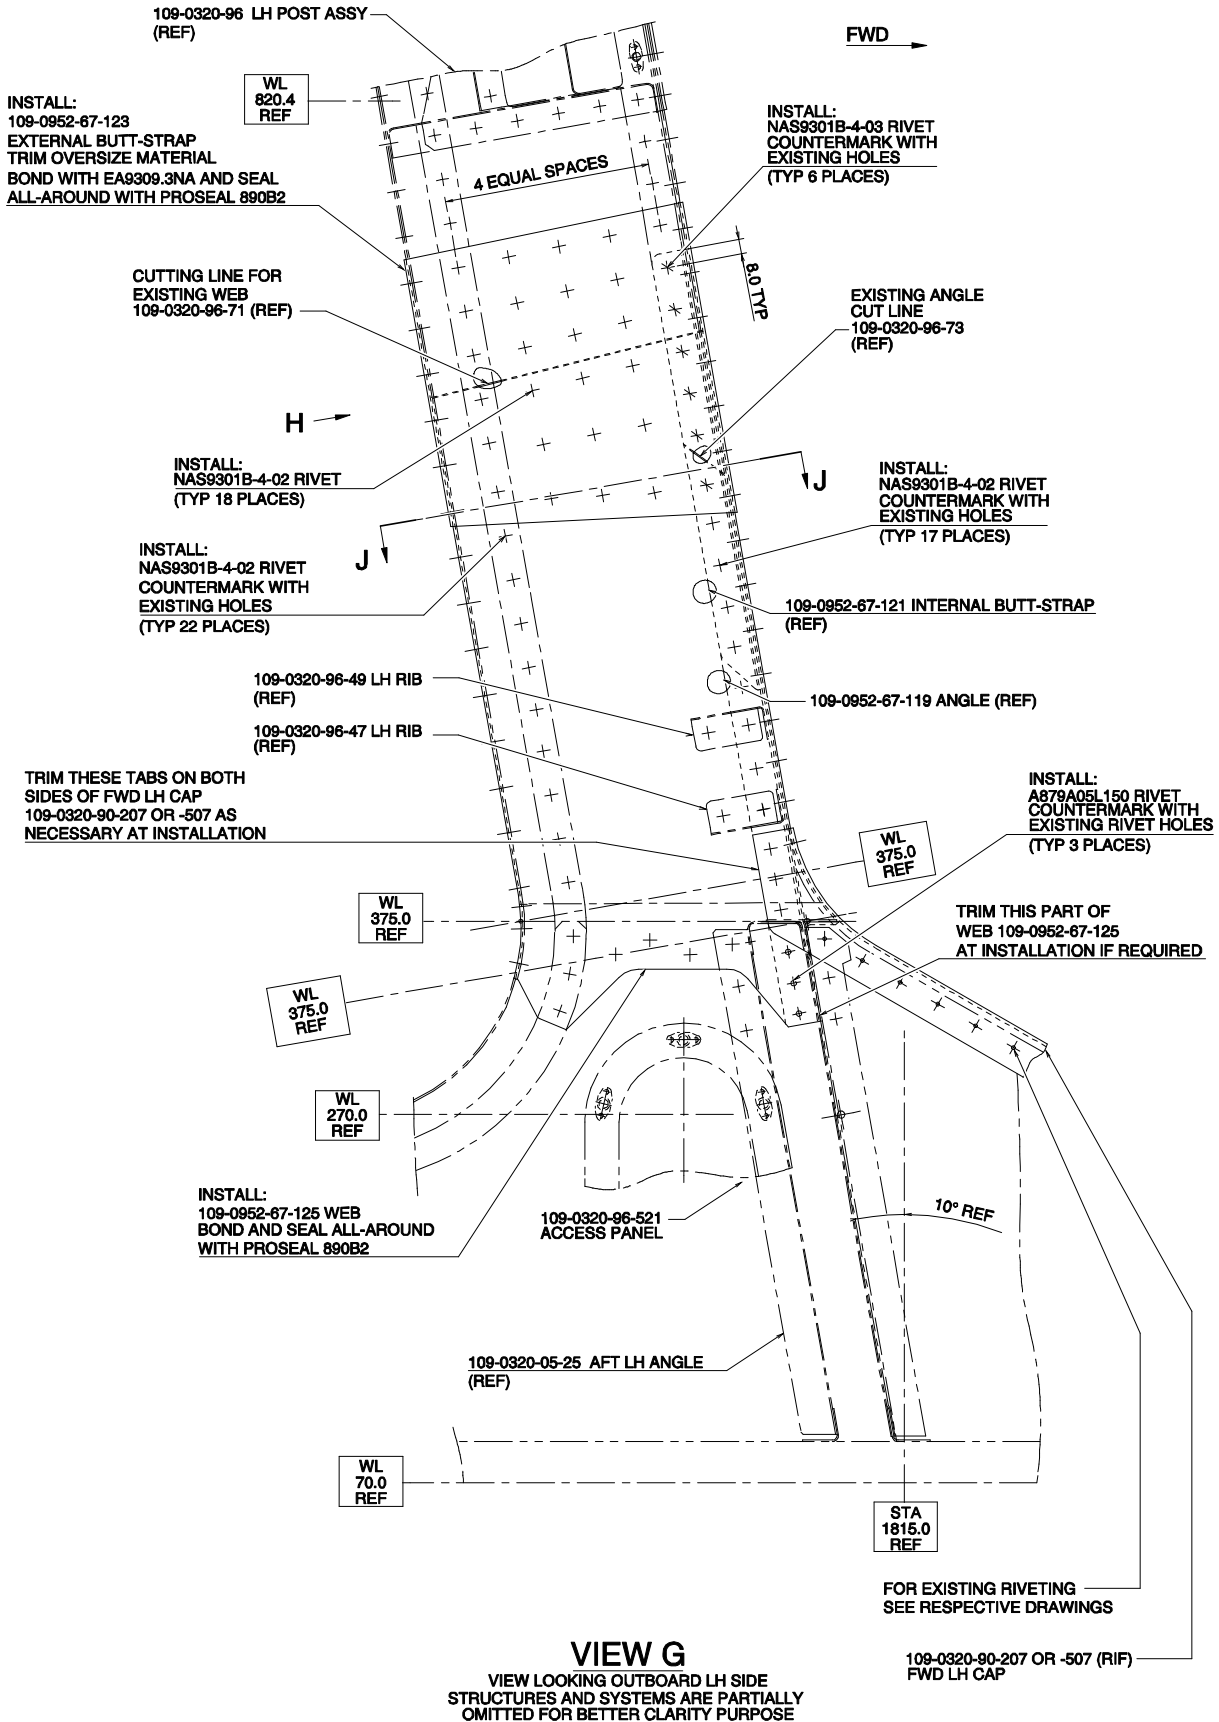 109-0320-96 LH POST ASSY
(REF)
FWD
WL
820.4
REF
INSTALL:
109-0952-67-123
EXTERNAL BUTT-STRAP
TRIM OVERSIZE MATERIAL
BOND WITH EA9309.3NA AND SEAL
ALL-AROUND WITH PROSEAL 890B2
INSTALL:
NAS9301B-4-03 RIVET
COUNTERMARK WITH
EXISTING HOLES
(TYP 6 PLACES)
4 EQUAL SPACES
8.0 TYP
CUTTING LINE FOR
EXISTING WEB
109-0320-96-71 (REF)
EXISTING ANGLE
CUT LINE
109-0320-96-73
(REF)
H
INSTALL:
NAS9301B-4-02 RIVET
(TYP 18 PLACES)
J
INSTALL:
NAS9301B-4-02 RIVET
COUNTERMARK WITH
EXISTING HOLES
(TYP 17 PLACES)
J
INSTALL:
NAS9301B-4-02 RIVET
COUNTERMARK WITH
EXISTING HOLES
(TYP 22 PLACES)
109-0952-67-121 INTERNAL BUTT-STRAP
(REF)
109-0320-96-49 LH RIB
(REF)
109-0952-67-119 ANGLE (REF)
109-0320-96-47 LH RIB
(REF)
TRIM THESE TABS ON BOTH
SIDES OF FWD LH CAP
109-0320-90-207 OR -507 AS
NECESSARY AT INSTALLATION
INSTALL:
A879A05L150 RIVET
COUNTERMARK WITH
EXISTING RIVET HOLES
(TYP 3 PLACES)
WL
375.0
REF
WL
375.0
REF
TRIM THIS PART OF
WEB 109-0952-67-125
AT INSTALLATION IF REQUIRED
WL
375.0
REF
WL
270.0
REF
INSTALL:
109-0952-67-125 WEB
BOND AND SEAL ALL-AROUND
WITH PROSEAL 890B2
109-0320-96-521
ACCESS PANEL
10° REF
109-0320-05-25 AFT LH ANGLE
(REF)
WL
70.0
REF
STA
1815.0
REF
FOR EXISTING RIVETING
SEE RESPECTIVE DRAWINGS
109-0320-90-207 OR -507 (RIF)
FWD LH CAP
VIEW G
VIEW LOOKING OUTBOARD LH SIDE
STRUCTURES AND SYSTEMS ARE PARTIALLY
OMITTED FOR BETTER CLARITY PURPOSE